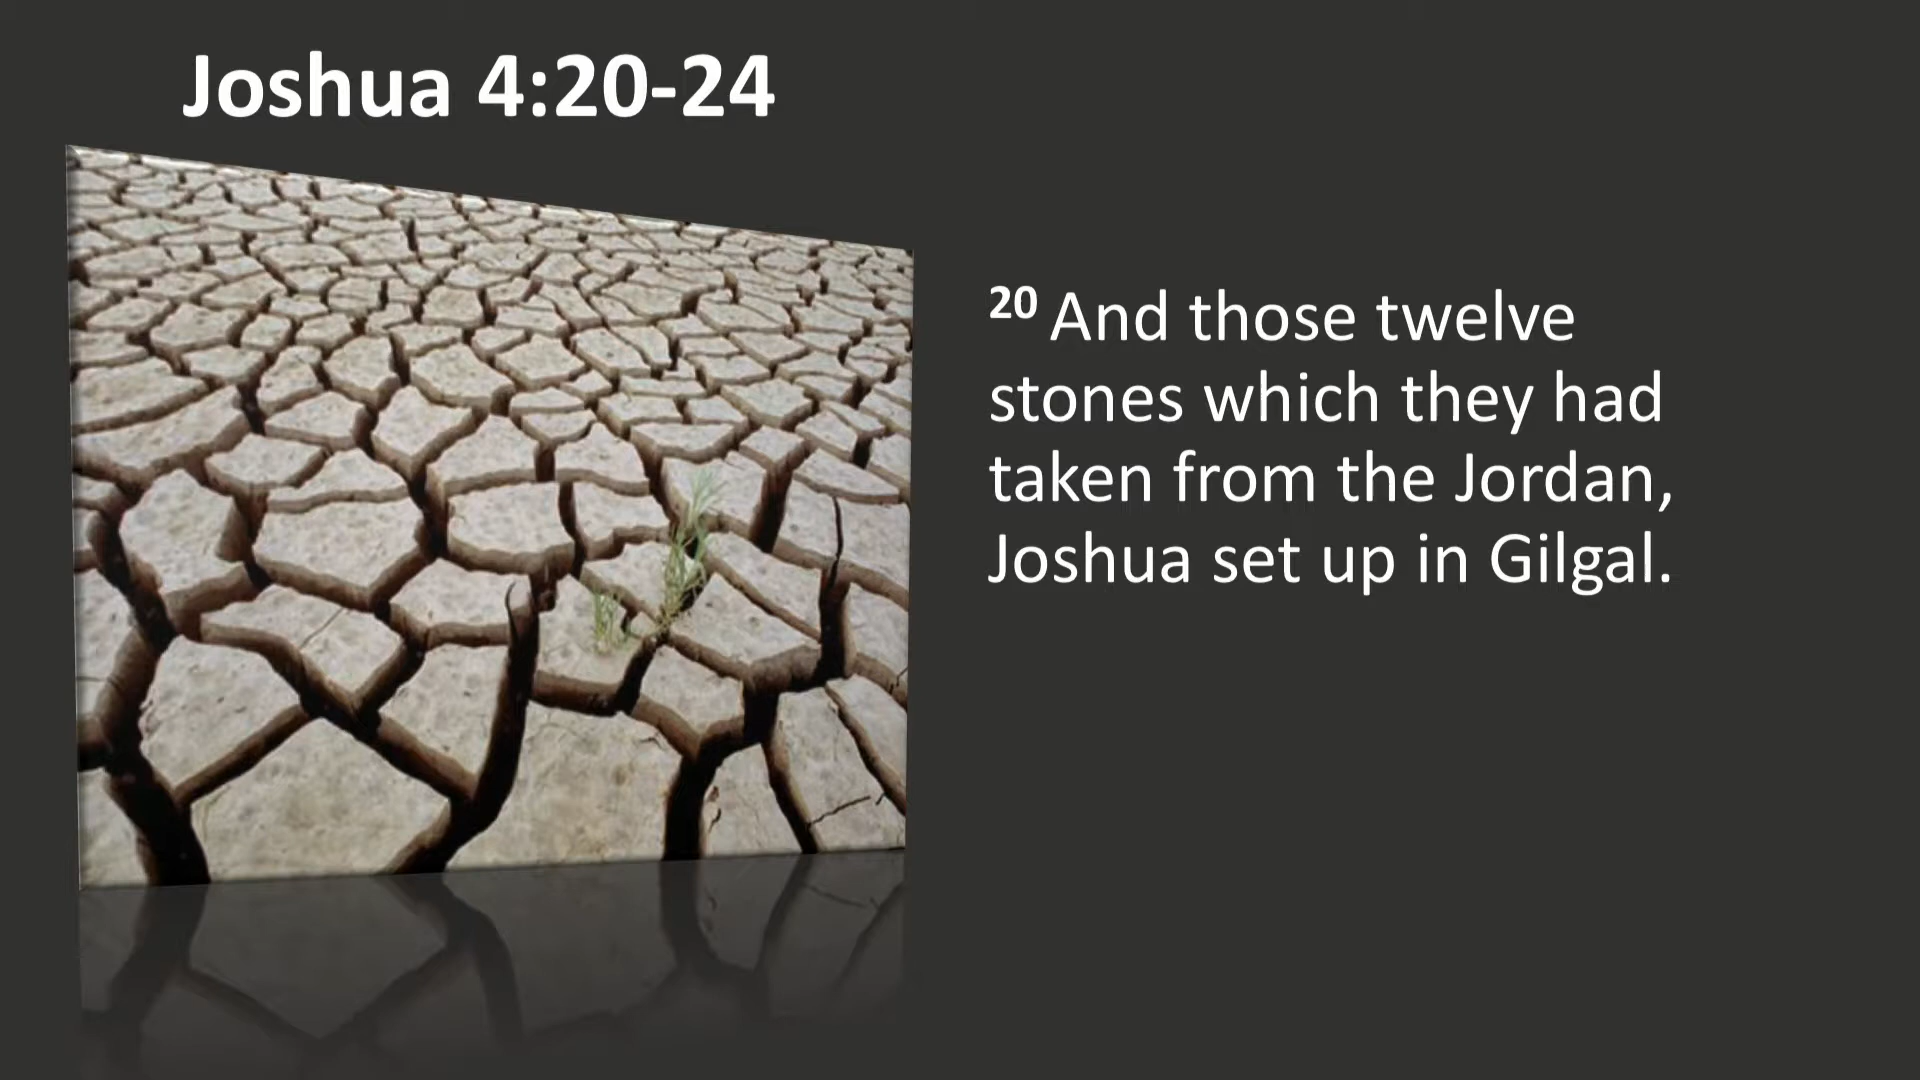 Joshua 4:20-24
20 And those twelve
stones which they had
taken from the Jordan,
Joshua set up in Gilgal.